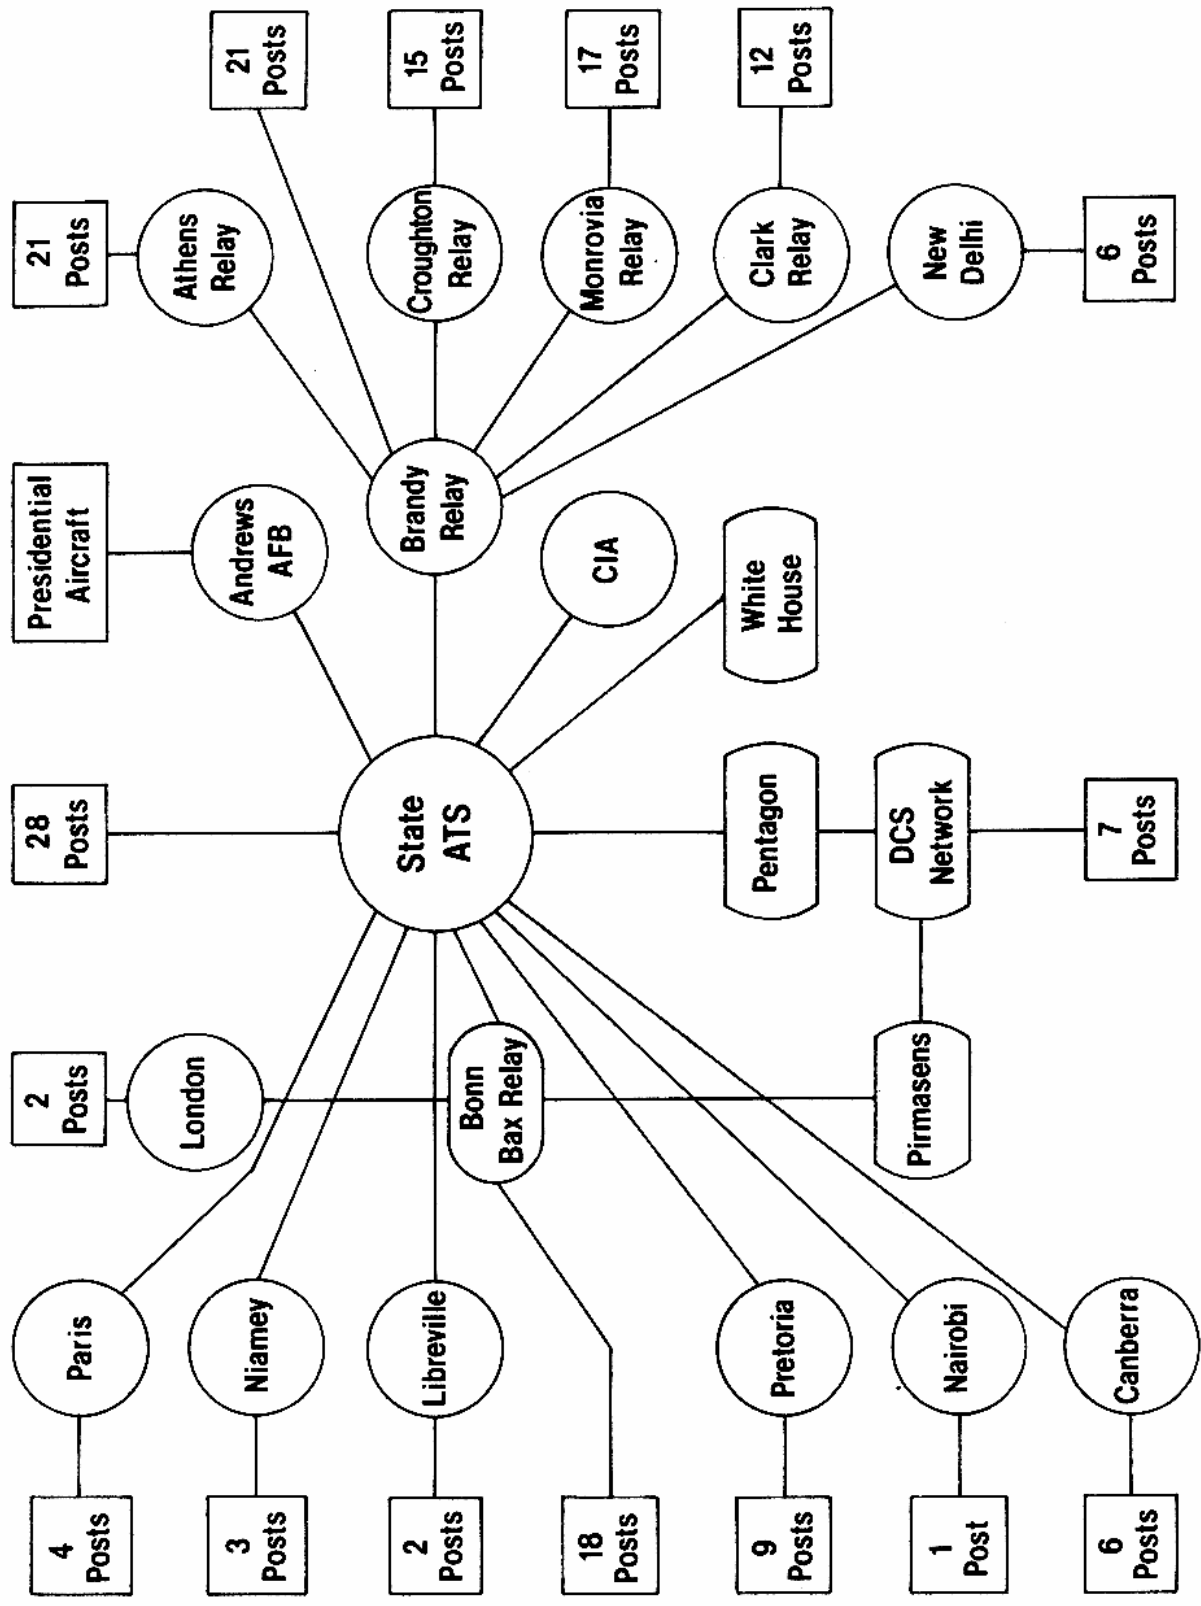 4
Posts
Paris
2
Posts
28
Posts
Presidential
Aircraft
21
Posts
3
Posts
Niamey
London
Andrews
AFB
Athens
Relay
21
Posts
2
Posts
Libreville
Bonn
Bax Relay
State
ATS
Brandy
Relay
Croughton
Relay
15
Posts
18
Posts
CIA
Monrovia
Relay
17
Posts
9
Posts
Pretoria
Pentagon
White
House
Clark
Relay
12
Posts
1
Post
Nairobi
Pirmasens
DCS
Network
New
Delhi
6
Posts
Canberra
7
Posts
6
Posts